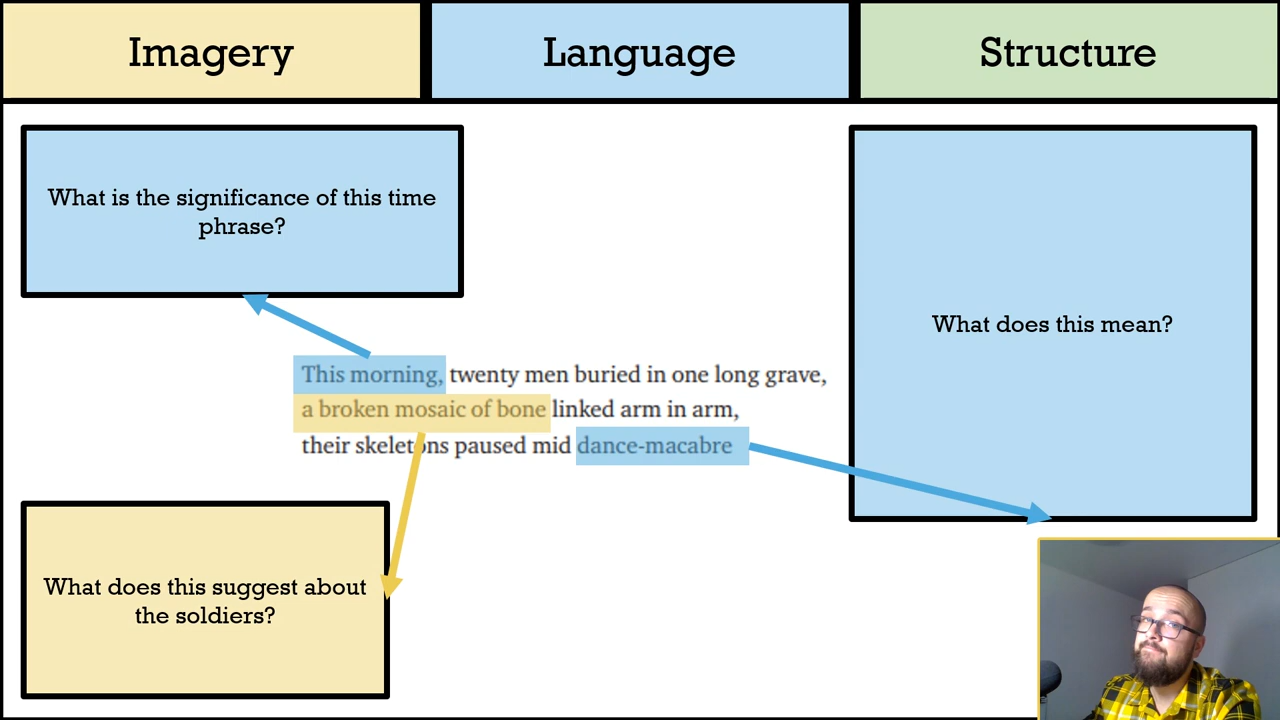 Imagery
Language
Structure
What is the significance of this time
phrase?
What does this mean?
This morning, twenty men buried in one long grave,
a broken mosaic of bone linked arm in arm,
their skeletons paused mid dance-macabre
What does this suggest about
the soldiers?